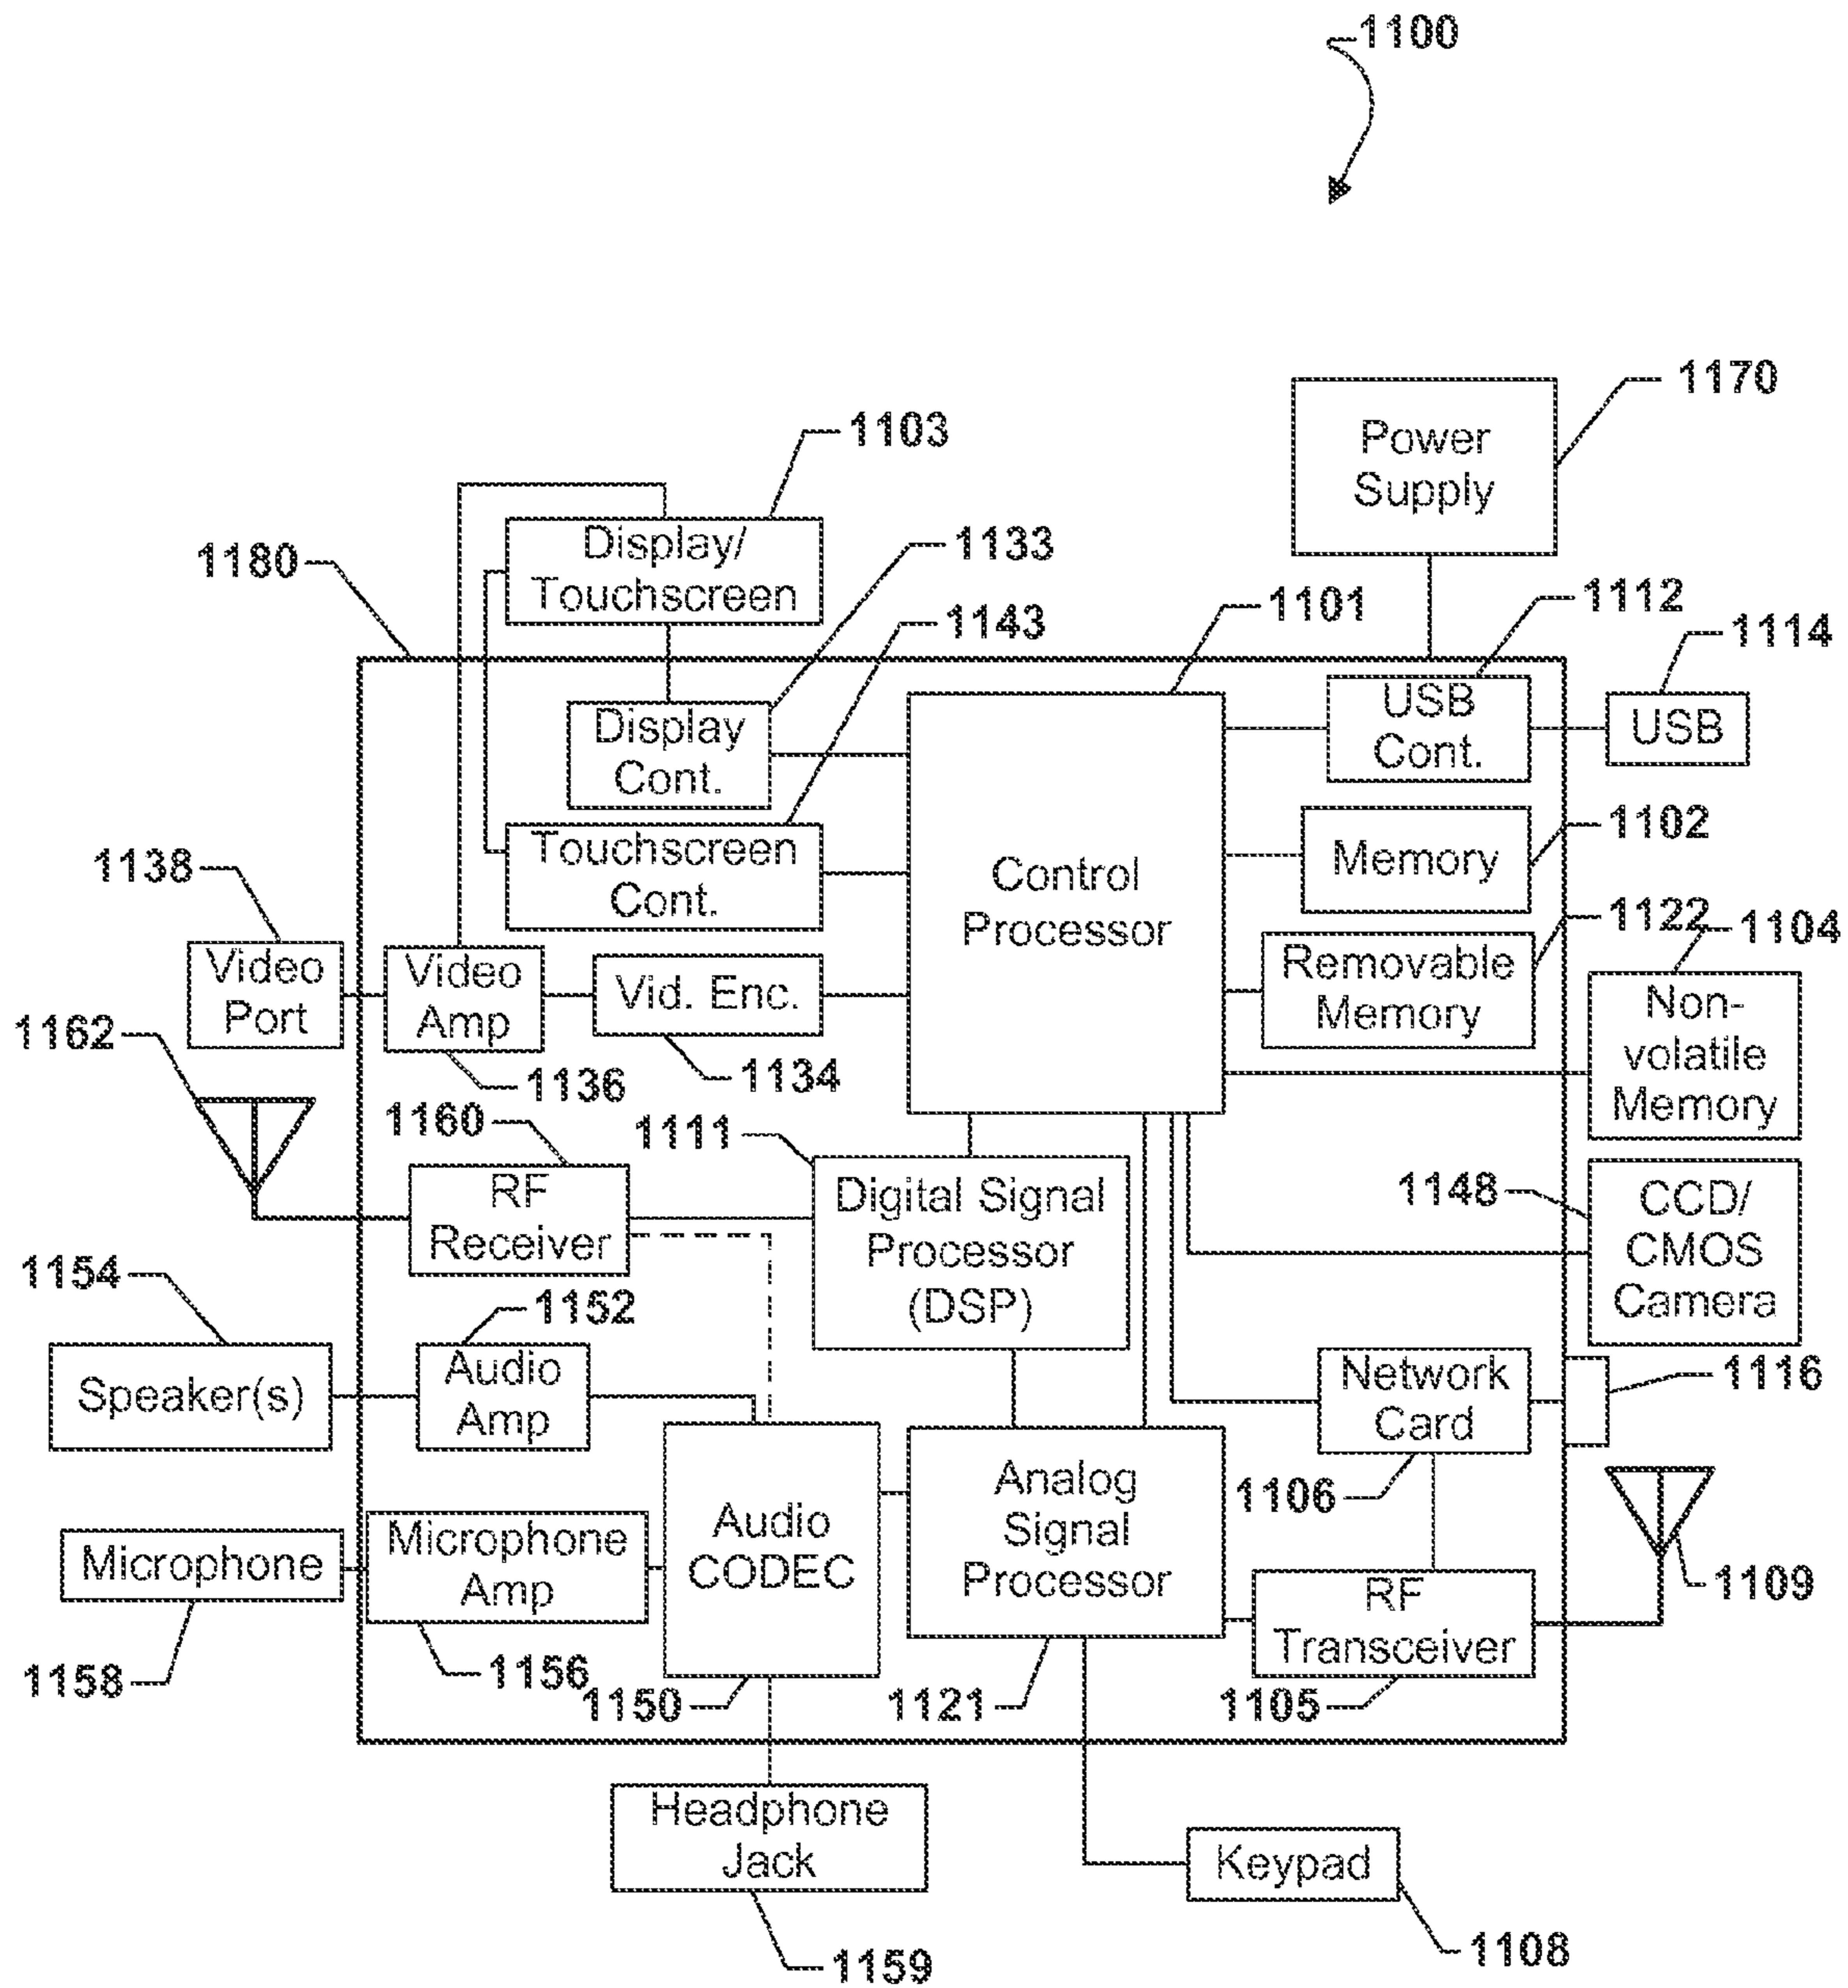 1100
1170
Power
Supply
1103
Display/
Touchscreen
1133
1180
1143
1101
1112
1114
USB
Cont.
USB
Display
Cont.
1102
Memory
Touchscreen
Cont.
Control
Processor
1138
1122
1104
Video
Port
Video
Amp
Vid. Enc.
Removable
Memory
Non-
volatile
Memory
1162
1136
1134
1160
1111
RF
Receiver
Digital Signal
Processor
(DSP)
1148
CCD/
CMOS
Camera
1154
1152
Speaker(s)
Audio
Amp
Network
Card
1116
1106
Audio
CODEC
Analog
Signal
Processor
Microphone
Microphone
Amp
RF
Transceiver
1109
1158
1156
1150
1121
1105
Headphone
Jack
Keypad
1159
1108